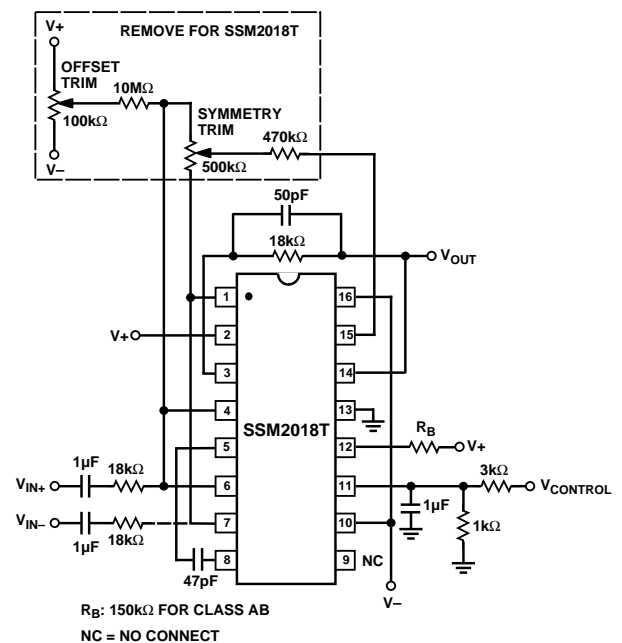 V+
REMOVE FOR SSM2018T
OFFSET
TRIM
10MΩ
100kΩ
V–
SYMMETRY
TRIM
470kΩ
500kΩ
50pF
18kΩ
VOUT
1
16
V+
2
15
3
14
4
13
SSM2018T
5
12
RB
V+
VIN+
1µF
18kΩ
6
11
3kΩ
VCONTROL
1µF
1kΩ
VIN–
1µF
18kΩ
7
10
47pF
8
9
NC
V–
RB: 150kΩ FOR CLASS AB
NC = NO CONNECT